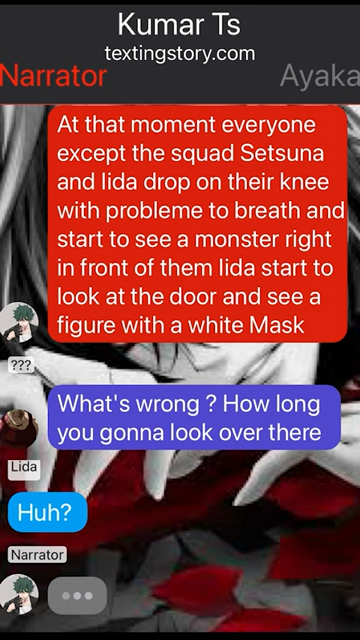 Kumar Ts
textingstory.com
Narrator
Ayaka
At that moment everyone
except the squad Setsuna
and Iida drop on their knee
with probleme to breath and
start to see a monster right
in front of them Iida start to
look at the door and see a
figure with a white Mask
???
What's wrong ? How long
you gonna look over there
Lida
Huh?
Narrator